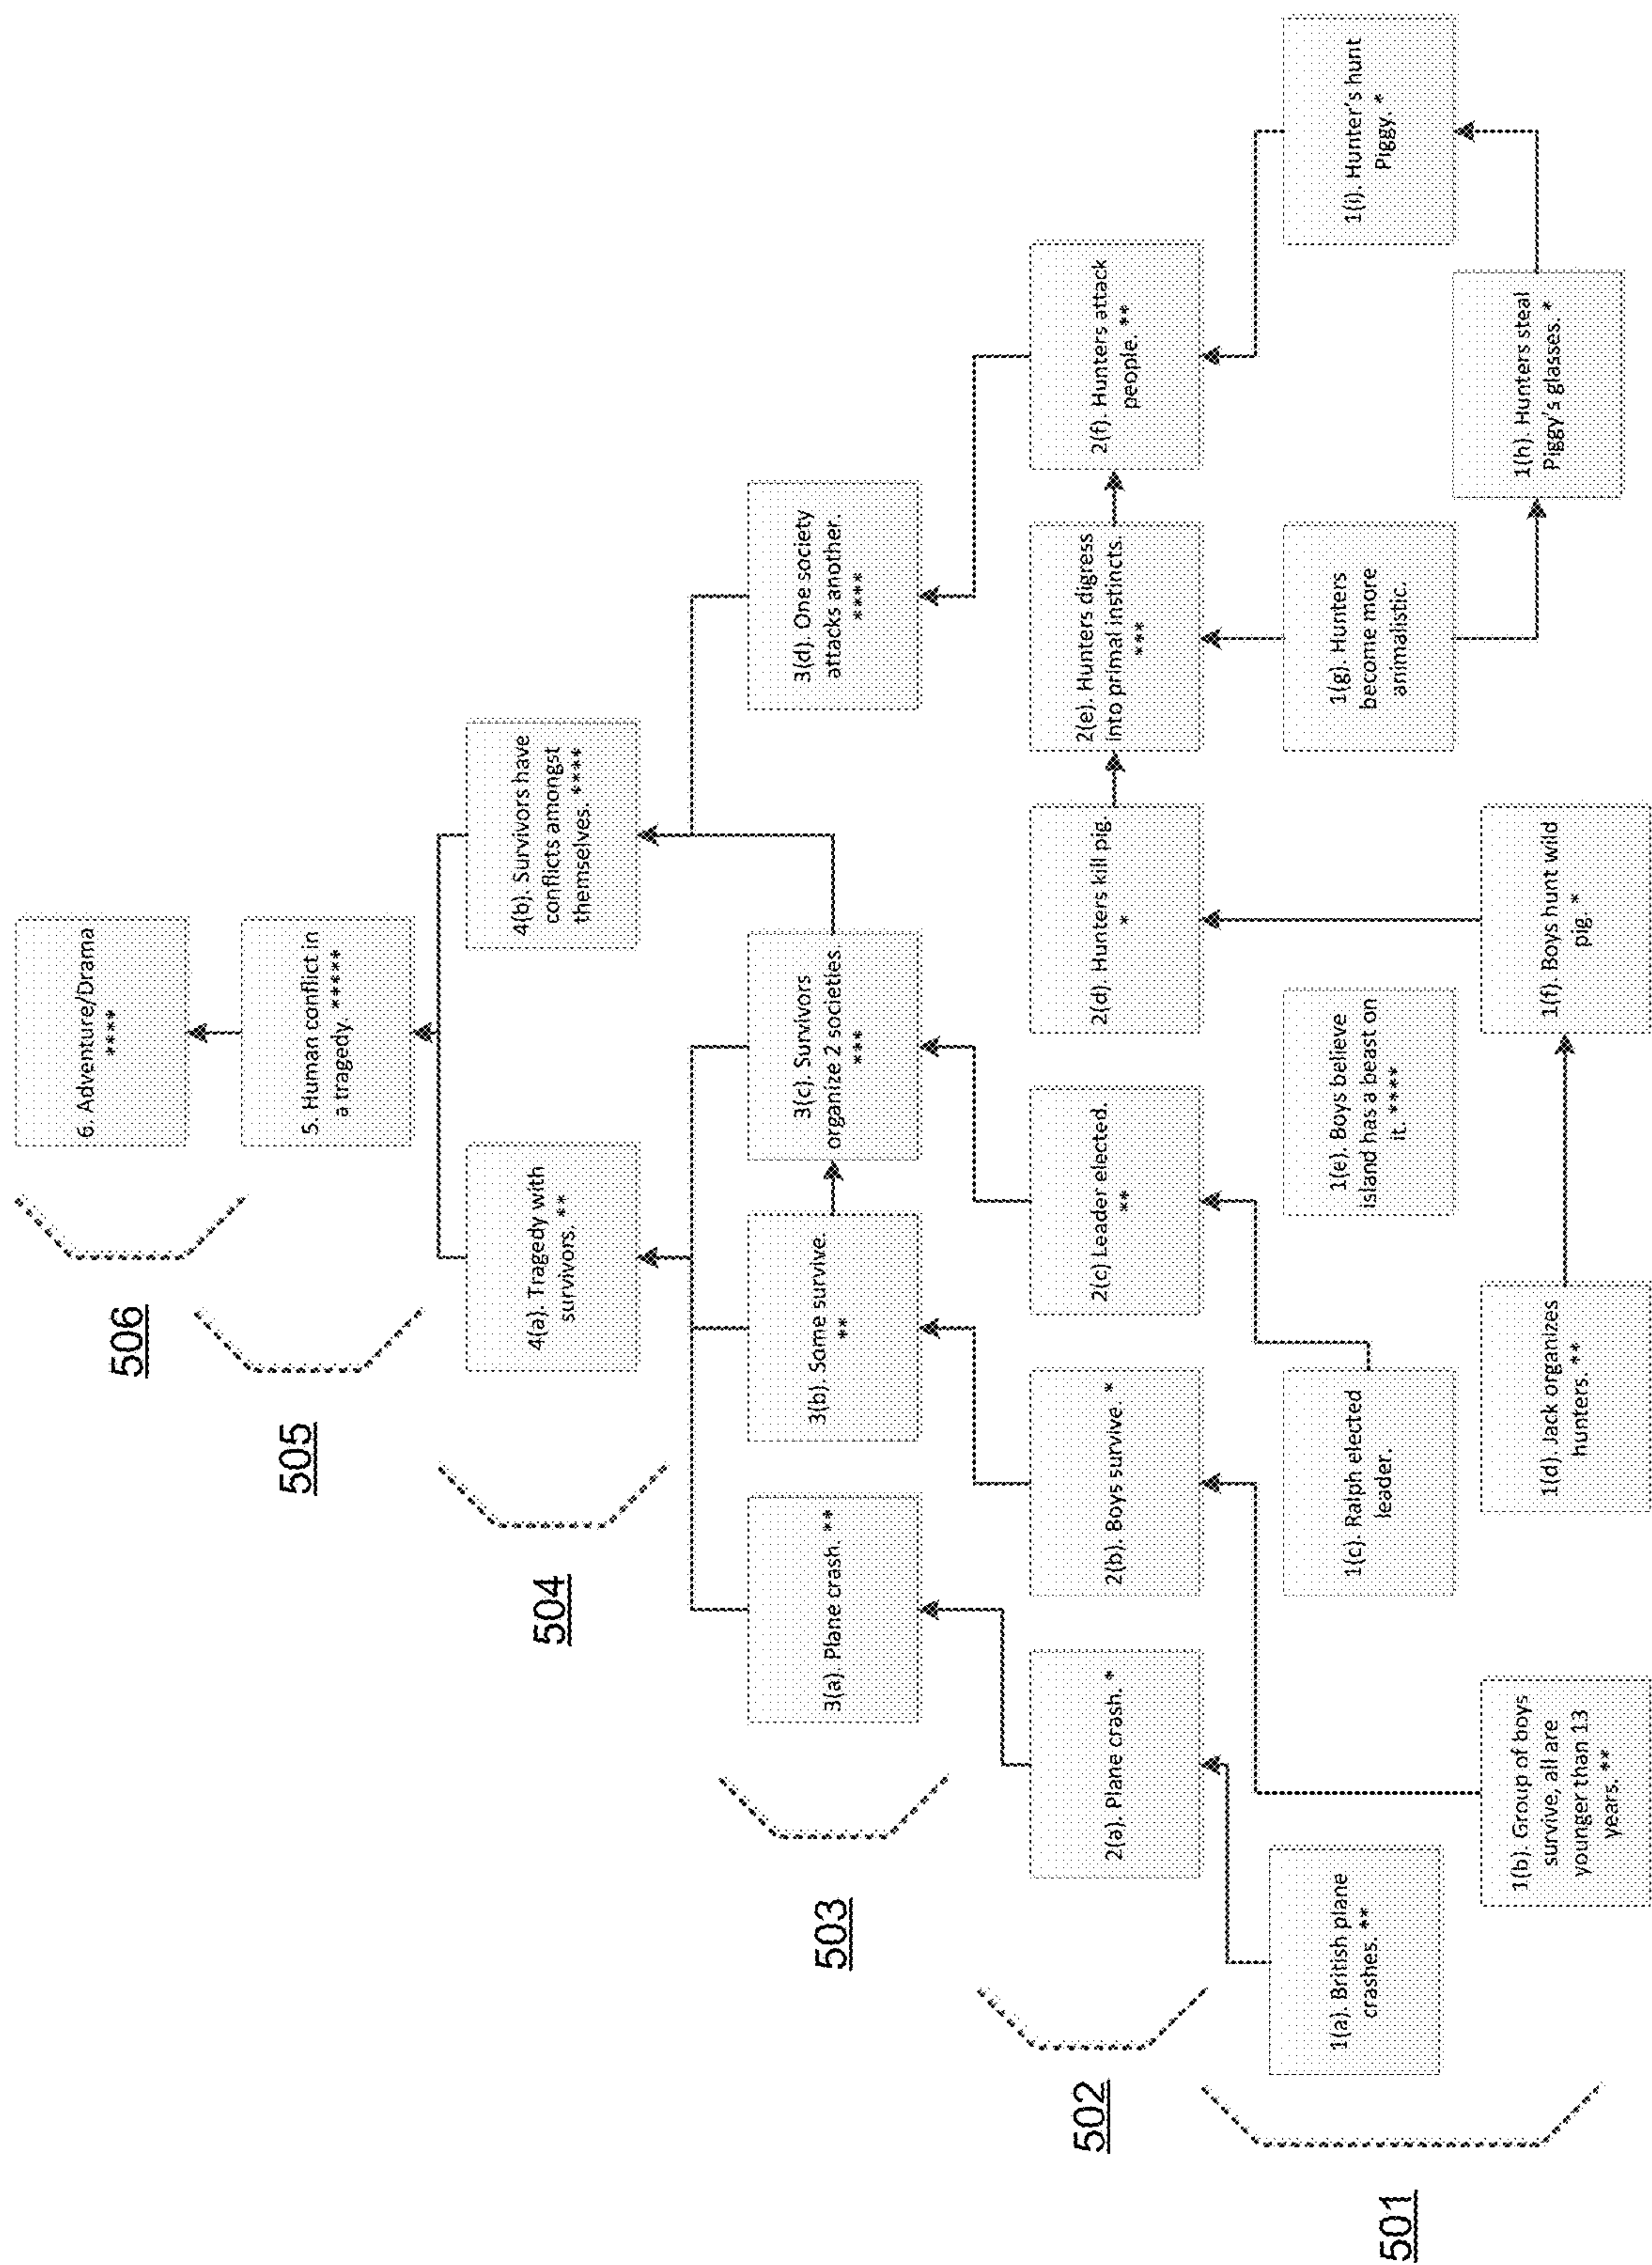 506
6. Adventure/Drama
****
505
5. Human conflict in
a tragedy. *****
504
4(a). Tragedy with
survivors. **
4(b). Survivors have
conflicts amongst
themselves. ****
503
3(a). Plane crash. **
3(b). Some survive.
**
3(c). Survivors
organize 2 societies.
***
3(d). One society
attacks another.
****
502
2(a). Plane crash. *
2(b). Boys survive. *
2(c) Leader elected.
**
2(d). Hunters kill pig.
*
2(e). Hunters digress
into primal instincts.
***
2(f). Hunters attack
people. **
501
1(a). British plane
crashes. **
1(b). Group of boys
survive, all are
younger than 13
years. **
1(c). Ralph elected
leader.
1(d). Jack organizes
hunters. **
1(e). Boys believe
island has a beast on
it. ****
1(f). Boys hunt wild
pig. *
1(g). Hunters
become more
animalistic.
1(h). Hunters steal
Piggy's glasses. *
1(i). Hunter's hunt
Piggy. *